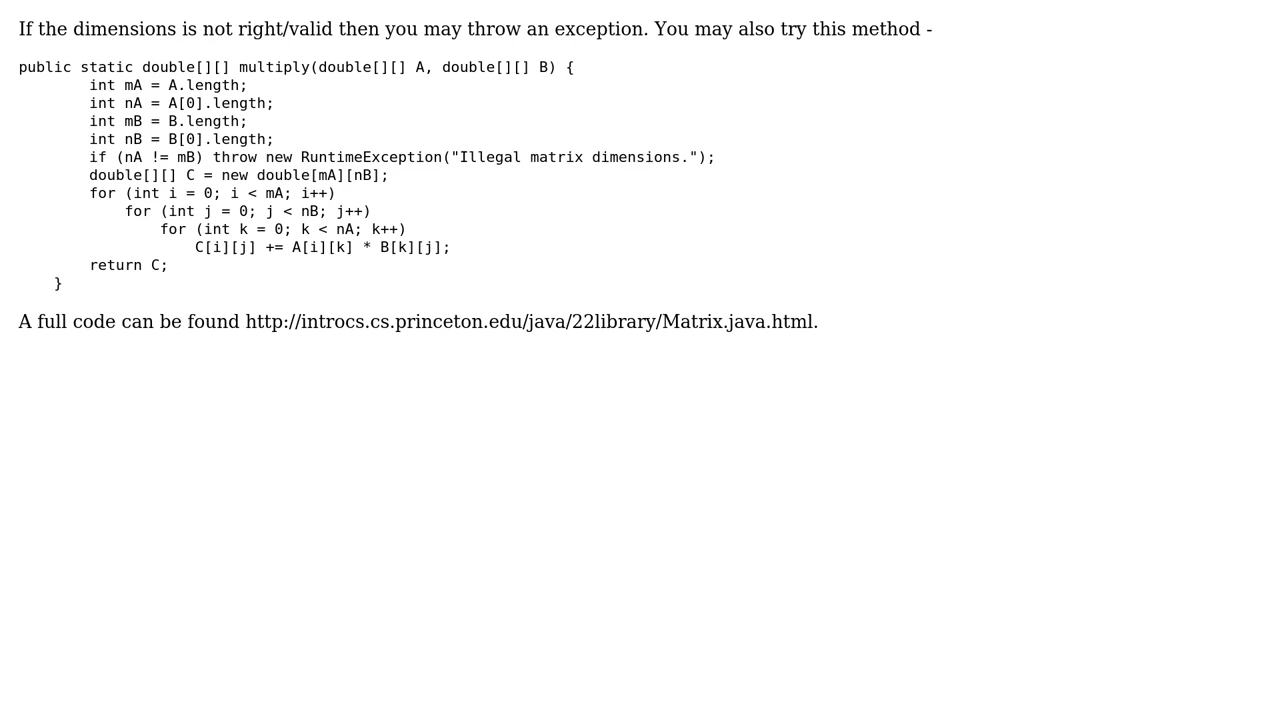 If the dimensions is not right/valid then you may throw an exception. You may also try this method -
public static double[][] multiply(double[][] A, double[][] B) {
        int mA = A.length;
        int nA = A[0].length;
        int mB = B.length;
        int nB = B[0].length;
        if (nA != mB) throw new RuntimeException("Illegal matrix dimensions.");
        double[][] C = new double[mA][nB];
        for (int i = 0; i < mA; i++)
            for (int j = 0; j < nB; j++)
                for (int k = 0; k < nA; k++)
                    C[i][j] += A[i][k] * B[k][j];
        return C;
    }
A full code can be found http://introcs.cs.princeton.edu/java/22library/Matrix.java.html.